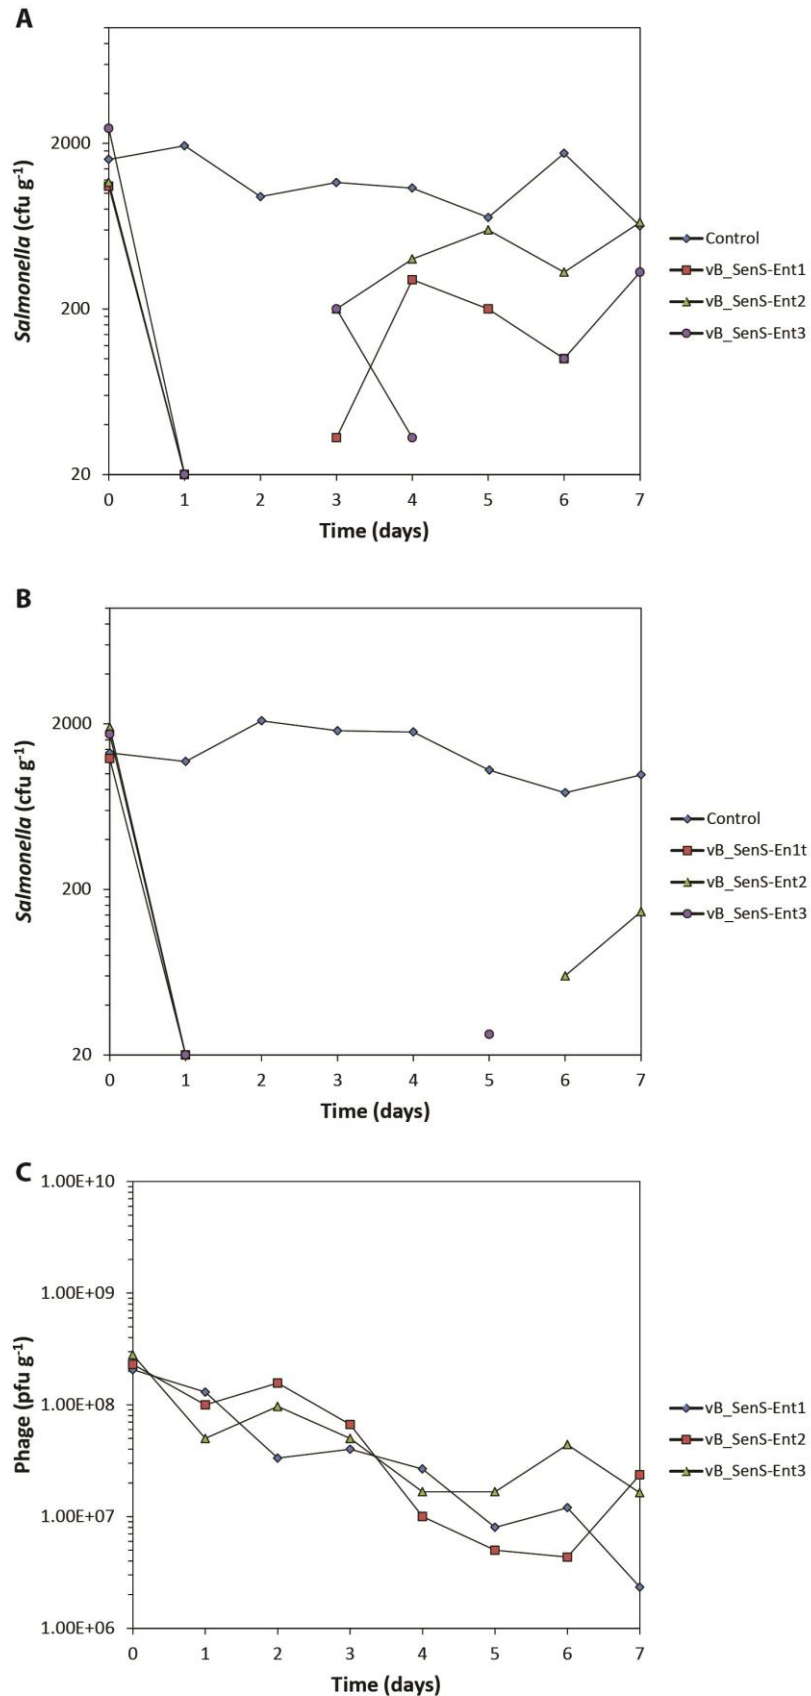 A
Salmonella (cfu g-1)
2000
200
20
0 1 2 3 4 5 6 7
Time (days)
Control
vB_SenS-Ent1
vB_SenS-Ent2
vB_SenS-Ent3
B
Salmonella (cfu g-1)
2000
200
20
0 1 2 3 4 5 6 7
Time (days)
Control
vB_SenS-En1t
vB_SenS-Ent2
vB_SenS-Ent3
C
Phage (pfu g-1)
1.00E+10
1.00E+09
1.00E+08
1.00E+07
1.00E+06
0 1 2 3 4 5 6 7
Time (days)
vB_SenS-Ent1
vB_SenS-Ent2
vB_SenS-Ent3